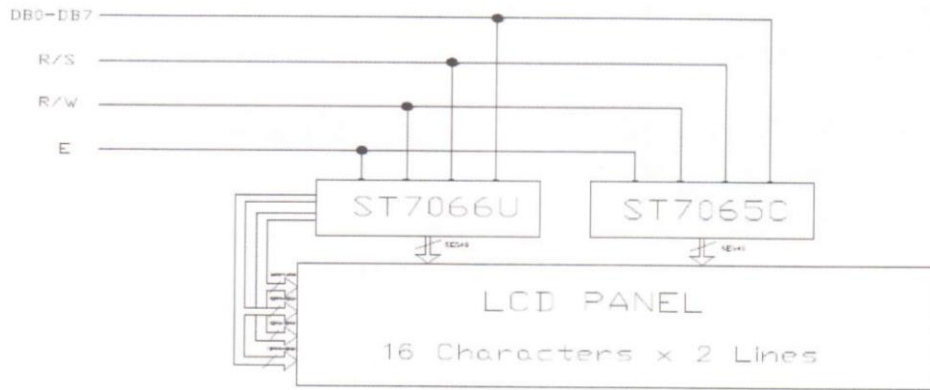 DB0-DB7
R/S
R/W
E
ST7066U
ST7065C
LCD PANEL
16 Characters x 2 Lines